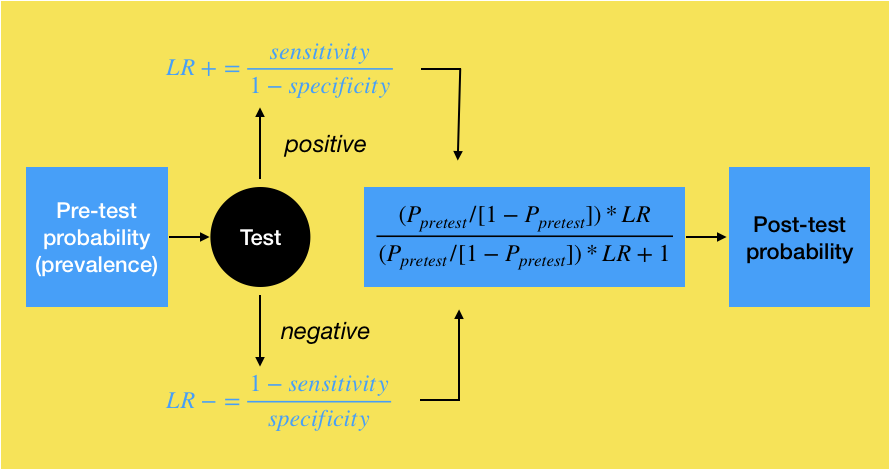 LR + = sensitivity / 1 − specificity
positive
Pre-test
probability
(prevalence)
Test
(P_pretest/[1 − P_pretest]) * LR
(P_pretest/[1 − P_pretest]) * LR + 1
Post-test
probability
negative
LR − = 1 − sensitivity / specificity